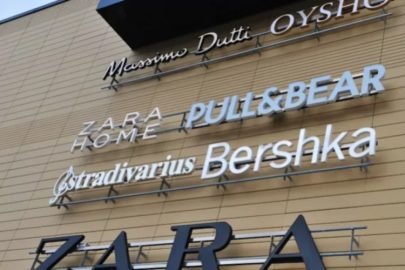 Massimo Dutti OYSHO
ZARA HOME PULL&BEAR
Stradivarius Bershka
ZARA